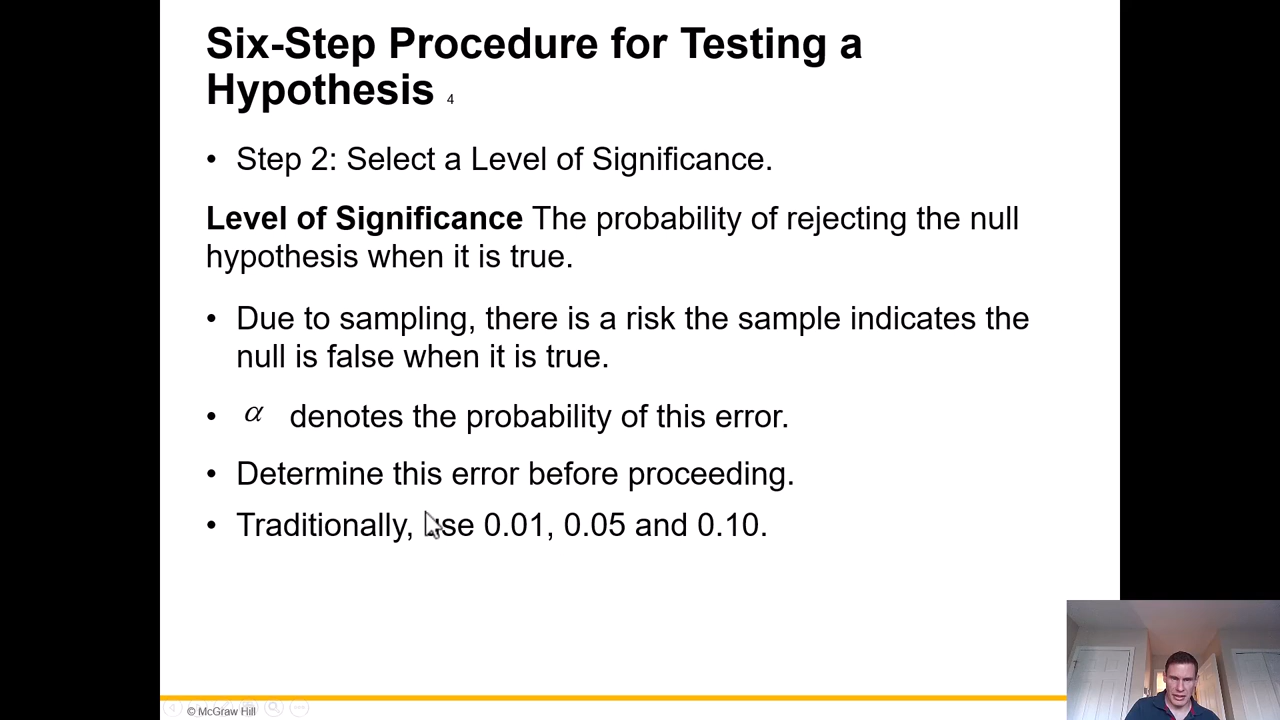 Six-Step Procedure for Testing a
Hypothesis 4
• Step 2: Select a Level of Significance.
Level of Significance The probability of rejecting the null
hypothesis when it is true.
• Due to sampling, there is a risk the sample indicates the
null is false when it is true.
• α denotes the probability of this error.
• Determine this error before proceeding.
• Traditionally, use 0.01, 0.05 and 0.10.
© McGraw Hill